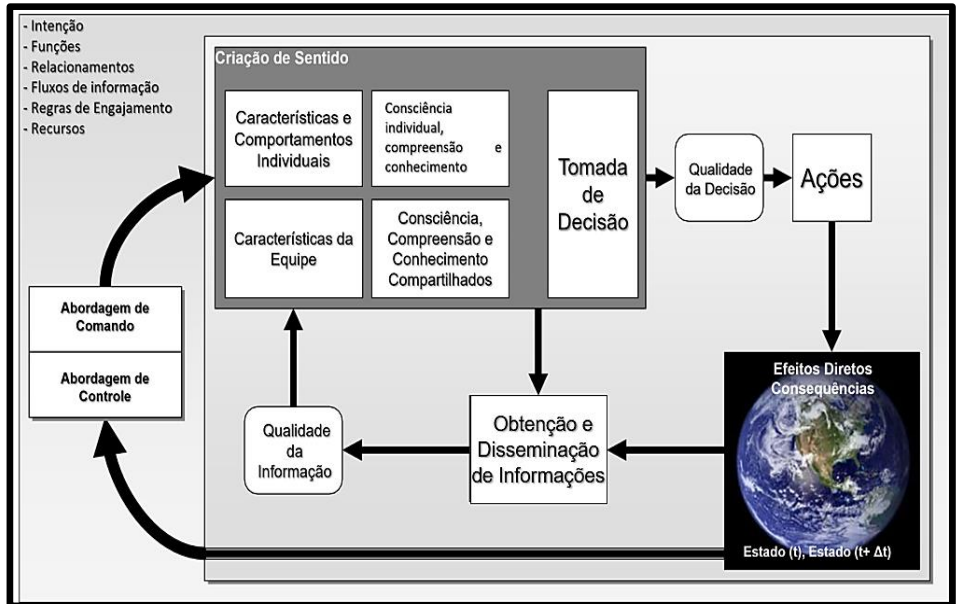 - Intenção
- Funções
- Relacionamentos
- Fluxos de informação
- Regras de Engajamento
- Recursos
Criação de Sentido
Características e
Comportamentos
Individuais
Consciência
individual,
compreensão e
conhecimento
Tomada
de
Decisão
Qualidade
da Decisão
Ações
Características da
Equipe
Consciência,
Compreensão e
Conhecimento
Compartilhados
Abordagem de
Comando
Abordagem de
Controle
Qualidade
da
Informação
Obtenção e
Disseminação
de Informações
Efeitos Diretos
Consequências
Estado (t), Estado (t+ Δt)